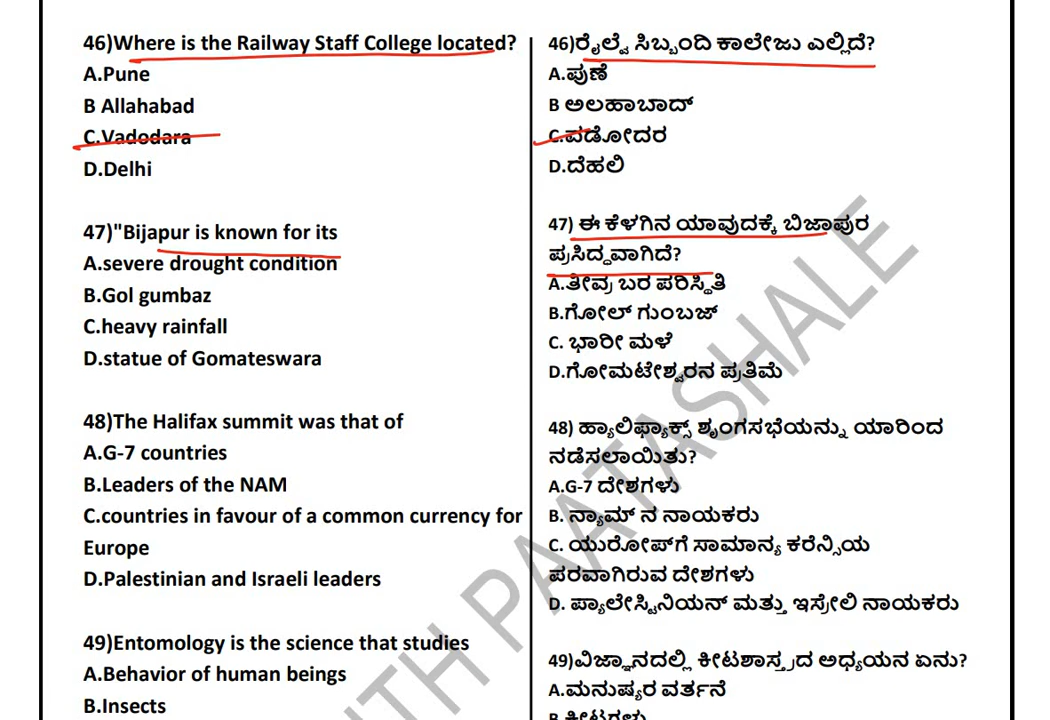 46)Where is the Railway Staff College located?
A.Pune
B Allahabad
C.Vadodara
D.Delhi
47)"Bijapur is known for its
A.severe drought condition
B.Gol gumbaz
C.heavy rainfall
D.statue of Gomateswara
48)The Halifax summit was that of
A.G-7 countries
B.Leaders of the NAM
C.countries in favour of a common currency for
Europe
D.Palestinian and Israeli leaders
49)Entomology is the science that studies
A.Behavior of human beings
B.Insects
46)ರೈಲ್ವೆ ಸಿಬ್ಬಂದಿ ಕಾಲೇಜು ಎಲ್ಲಿದೆ?
A.ಪುಣೆ
B ಅಲಹಾಬಾದ್
C.ವಡೋದರ
D.ದೆಹಲಿ
47) ಈ ಕೆಳಗಿನ ಯಾವುದಕ್ಕೆ ಬಿಜಾಪುರ
ಪ್ರಸಿದ್ಧವಾಗಿದೆ?
A.ತೀವ್ರ ಬರ ಪರಿಸ್ಥಿತಿ
B.ಗೋಲ್ ಗುಂಬಜ್
C. ಭಾರೀ ಮಳೆ
D.ಗೋಮಟೇಶ್ವರನ ಪ್ರತಿಮೆ
48) ಹ್ಯಾಲಿಫ್ಯಾಕ್ಸ್ ಶೃಂಗಸಭೆಯನ್ನು ಯಾರಿಂದ
ನಡೆಸಲಾಯಿತು?
A.G-7 ದೇಶಗಳು
B. ನ್ಯಾಮ್ ನ ನಾಯಕರು
C. ಯುರೋಪ್‌ಗೆ ಸಾಮಾನ್ಯ ಕರೆನ್ಸಿಯ
ಪರವಾಗಿರುವ ದೇಶಗಳು
D. ಪ್ಯಾಲೇಸ್ಟಿನಿಯನ್ ಮತ್ತು ಇಸ್ರೇಲಿ ನಾಯಕರು
49)ವಿಜ್ಞಾನದಲ್ಲಿ ಕೀಟಶಾಸ್ತ್ರದ ಅಧ್ಯಯನ ಏನು?
A.ಮನುಷ್ಯರ ವರ್ತನೆ
B.ಕೀಟಗಳು
PAATASHALE